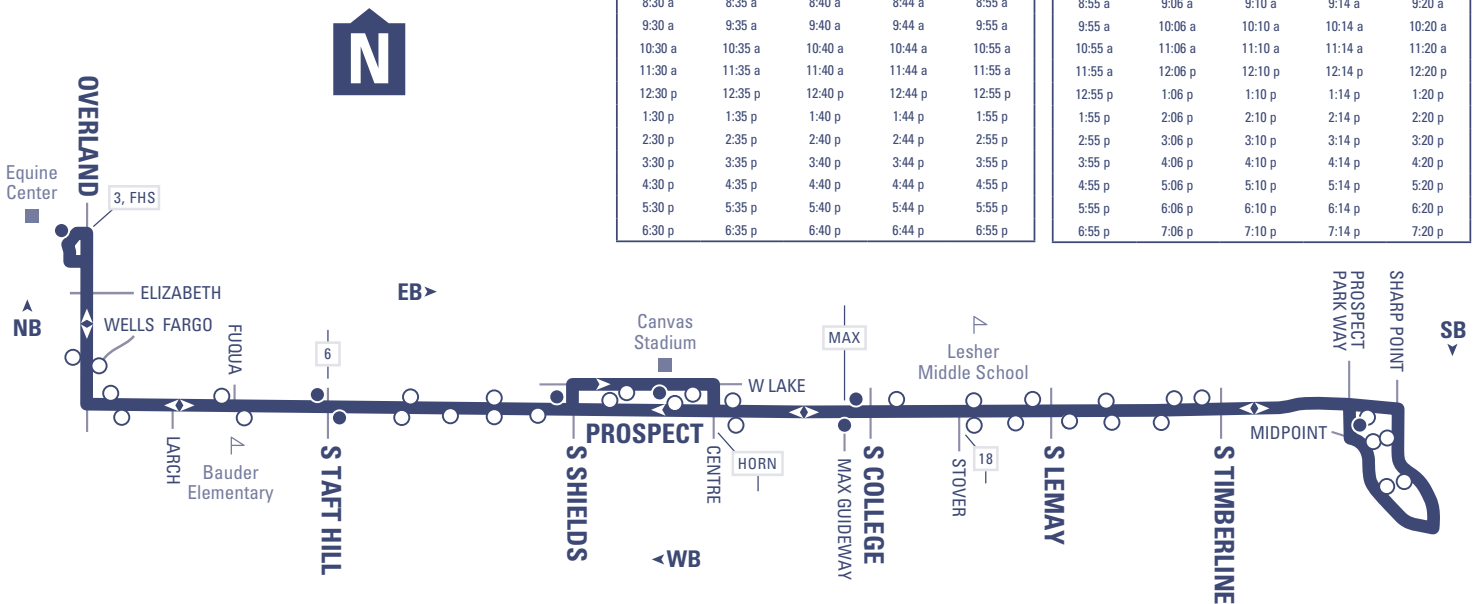 8:30 a 8:35 a 8:40 a 8:44 a 8:55 a
9:30 a 9:35 a 9:40 a 9:44 a 9:55 a
10:30 a 10:35 a 10:40 a 10:44 a 10:55 a
11:30 a 11:35 a 11:40 a 11:44 a 11:55 a
12:30 p 12:35 p 12:40 p 12:44 p 12:55 p
1:30 p 1:35 p 1:40 p 1:44 p 1:55 p
2:30 p 2:35 p 2:40 p 2:44 p 2:55 p
3:30 p 3:35 p 3:40 p 3:44 p 3:55 p
4:30 p 4:35 p 4:40 p 4:44 p 4:55 p
5:30 p 5:35 p 5:40 p 5:44 p 5:55 p
6:30 p 6:35 p 6:40 p 6:44 p 6:55 p
8:55 a 9:06 a 9:10 a 9:14 a 9:20 a
9:55 a 10:06 a 10:10 a 10:14 a 10:20 a
10:55 a 11:06 a 11:10 a 11:14 a 11:20 a
11:55 a 12:06 p 12:10 p 12:14 p 12:20 p
12:55 p 1:06 p 1:10 p 1:14 p 1:20 p
1:55 p 2:06 p 2:10 p 2:14 p 2:20 p
2:55 p 3:06 p 3:10 p 3:14 p 3:20 p
3:55 p 4:06 p 4:10 p 4:14 p 4:20 p
4:55 p 5:06 p 5:10 p 5:14 p 5:20 p
5:55 p 6:06 p 6:10 p 6:14 p 6:20 p
6:55 p 7:06 p 7:10 p 7:14 p 7:20 p
N
OVERLAND
Equine
Center
3, FHS
ELIZABETH
NB
WELLS FARGO
FUQUA
EB
6
Canvas
Stadium
MAX
Lesher
Middle School
PROSPECT
PARK WAY
SHARP POINT
SB
W LAKE
PROSPECT
MIDPOINT
LARCH
Bauder
Elementary
S TAFT HILL
S SHIELDS
CENTRE
HORN
MAX GUIDEWAY
S COLLEGE
STOVER
18
S LEMAY
S TIMBERLINE
WB